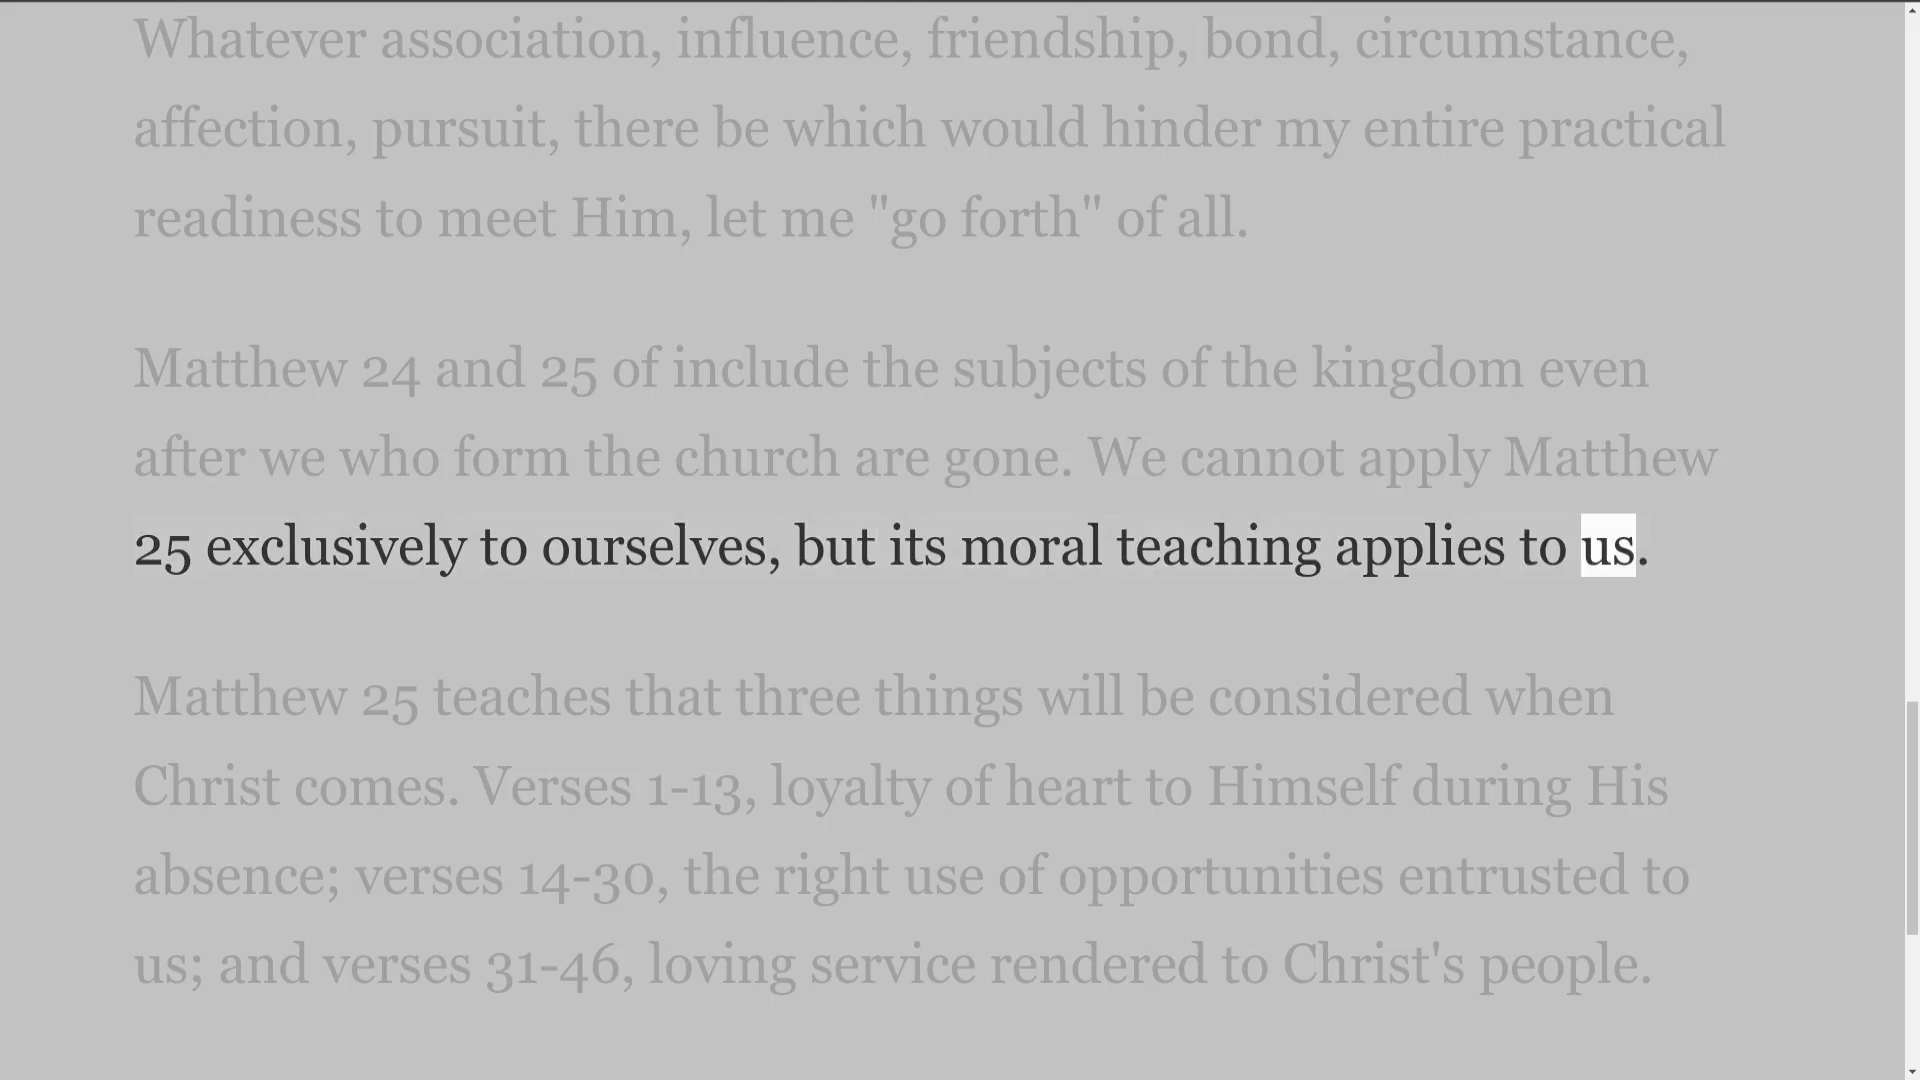 Whatever association, influence, friendship, bond, circumstance,
affection, pursuit, there be which would hinder my entire practical
readiness to meet Him, let me "go forth" of all.
Matthew 24 and 25 of include the subjects of the kingdom even
after we who form the church are gone. We cannot apply Matthew
25 exclusively to ourselves, but its moral teaching applies to us.
Matthew 25 teaches that three things will be considered when
Christ comes. Verses 1-13, loyalty of heart to Himself during His
absence; verses 14-30, the right use of opportunities entrusted to
us; and verses 31-46, loving service rendered to Christ's people.